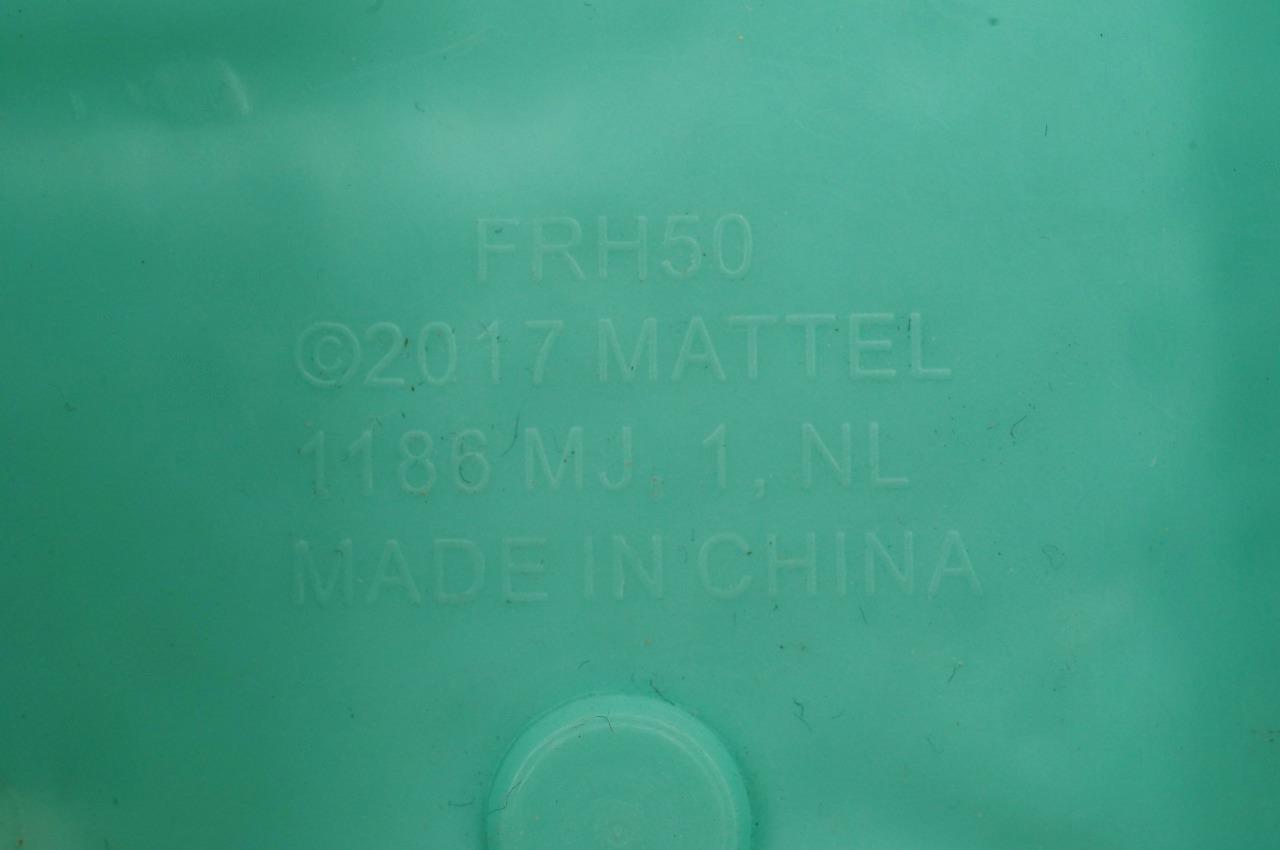 FRH50
©2017 MATTEL
1186 MJ, 1, NL
MADE IN CHINA